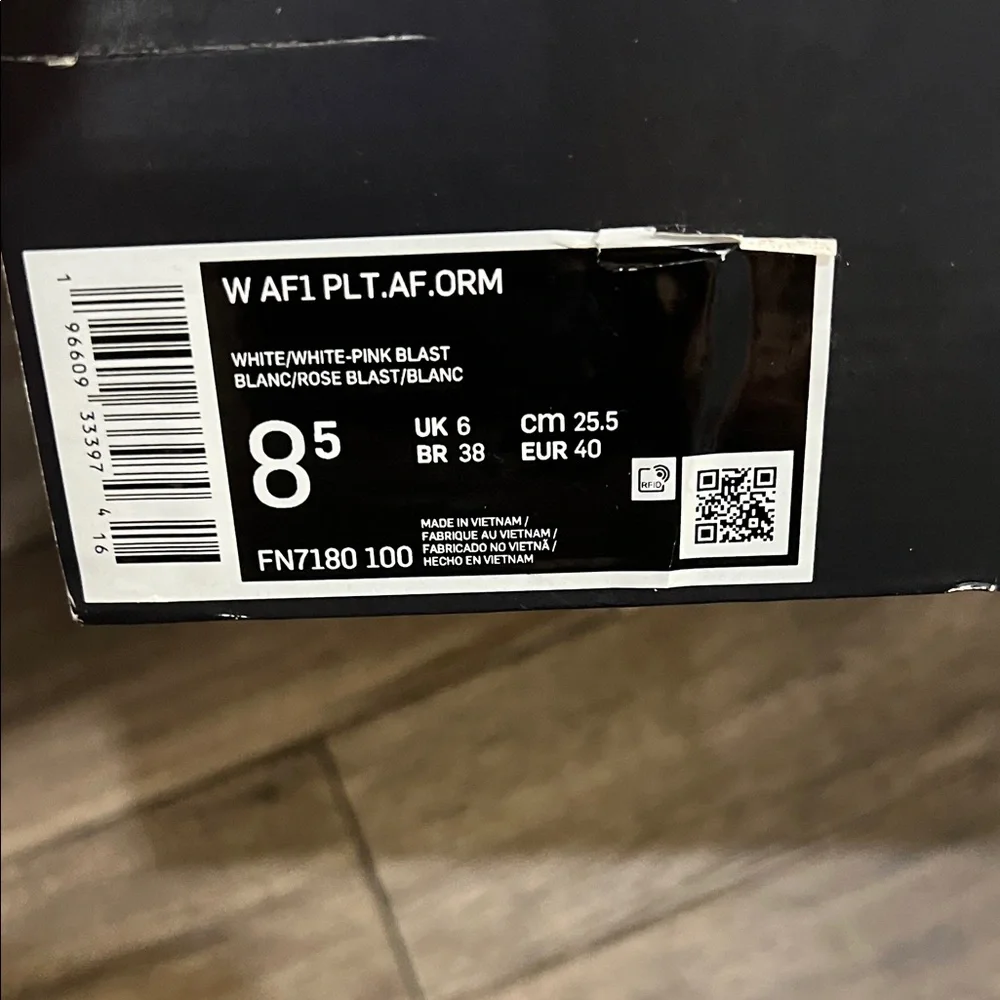 W AF1 PLT.AF.ORM
WHITE/WHITE-PINK BLAST
BLANC/ROSE BLAST/BLANC
8⁵
UK 6 cm 25.5
BR 38 EUR 40
RFID
MADE IN VIETNAM /
FABRIQUE AU VIETNAM /
FABRICADO NO VIETNÃ /
HECHO EN VIETNAM
FN7180 100
1 96609 33397 4 16